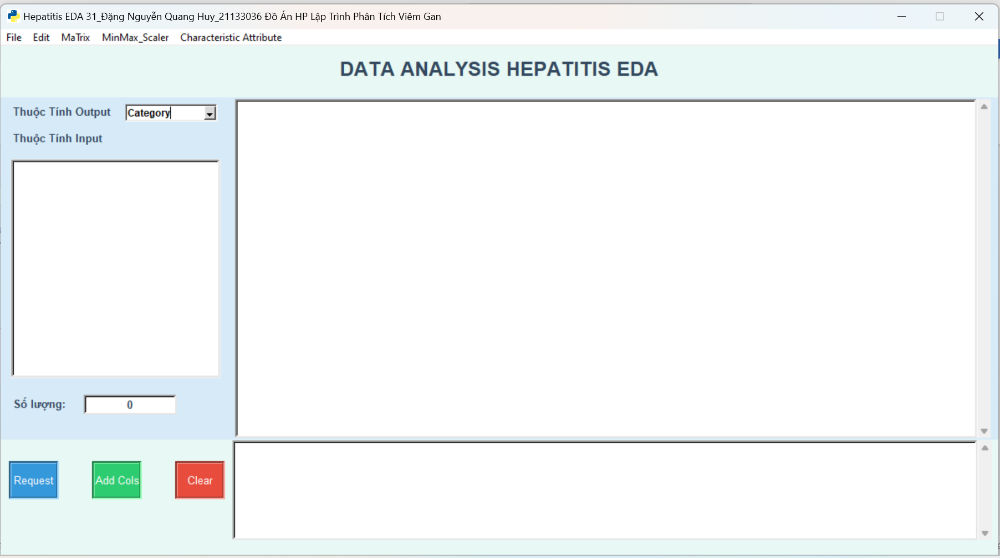 Hepatitis EDA 31_Đặng Nguyễn Quang Huy_21133036 Đồ Án HP Lập Trình Phân Tích Viêm Gan
File Edit MaTrix MinMax_Scaler Characteristic Attribute
DATA ANALYSIS HEPATITIS EDA
Thuộc Tính Output Category
Thuộc Tính Input
Số lượng: 0
Request Add Cols Clear